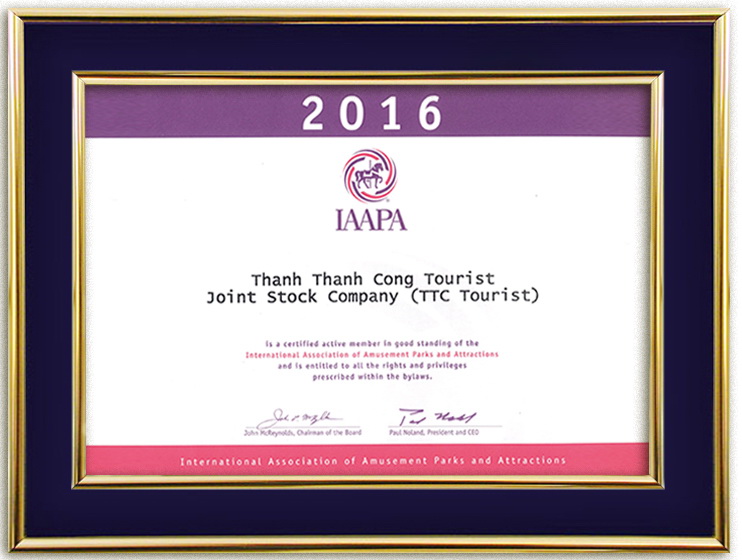 2016
IAAPA
Thanh Thanh Cong Tourist
Joint Stock Company (TTC Tourist)
is a certified active member in good standing of the
International Association of Amusement Parks and Attractions
and is entitled to all the rights and privileges
prescribed within the bylaws.
John McReynolds, Chairman of the Board
Paul Noland, President and CEO
International Association of Amusement Parks and Attractions